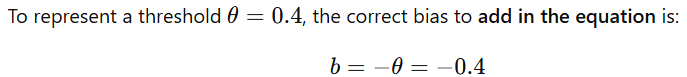 To represent a threshold θ = 0.4, the correct bias to add in the equation is:
b = −θ = −0.4